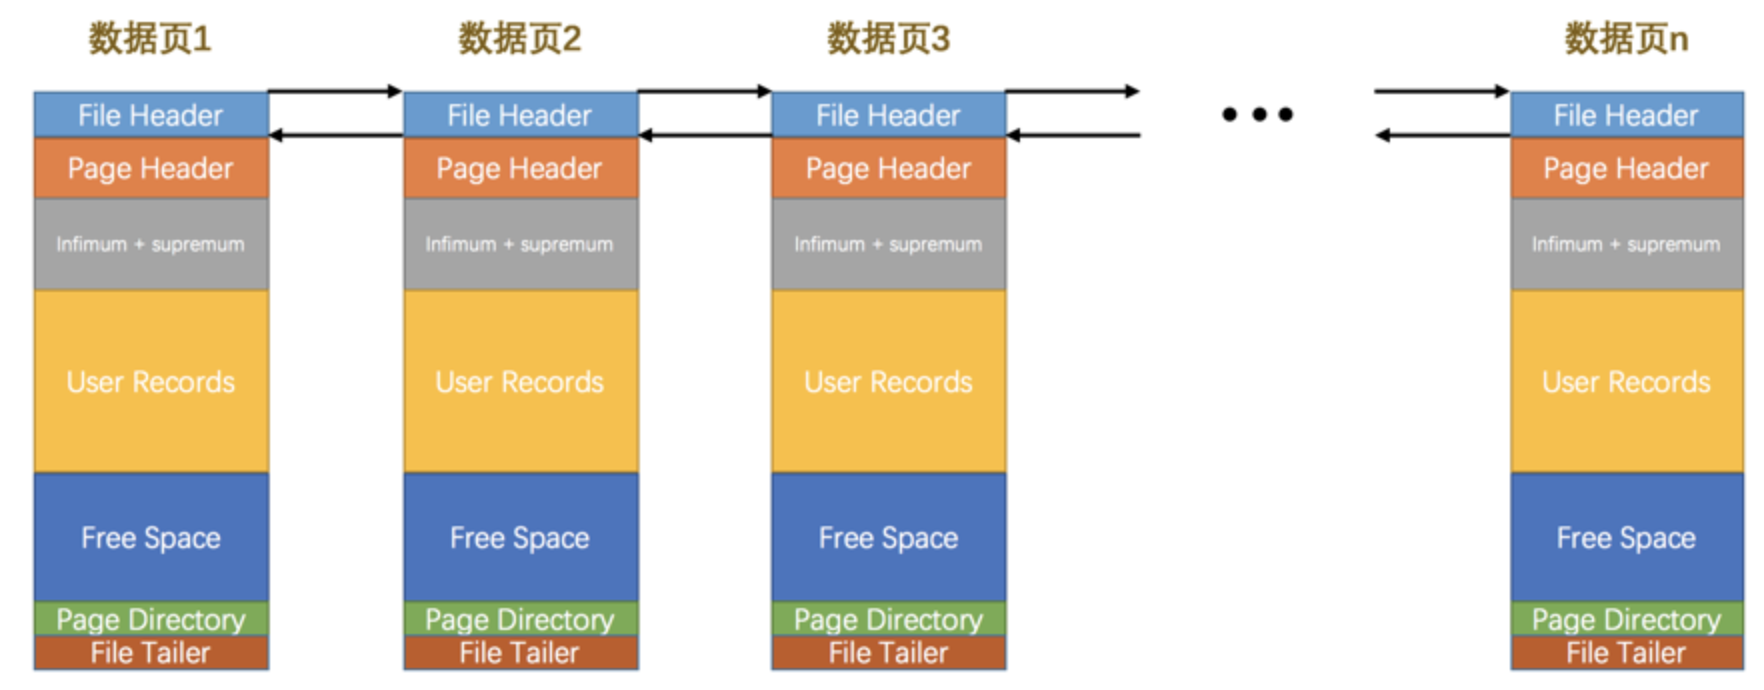 数据页1
File Header
Page Header
Infimum + supremum
User Records
Free Space
Page Directory
File Tailer
数据页2
File Header
Page Header
Infimum + supremum
User Records
Free Space
Page Directory
File Tailer
数据页3
File Header
Page Header
Infimum + supremum
User Records
Free Space
Page Directory
File Tailer
数据页n
File Header
Page Header
Infimum + supremum
User Records
Free Space
Page Directory
File Tailer